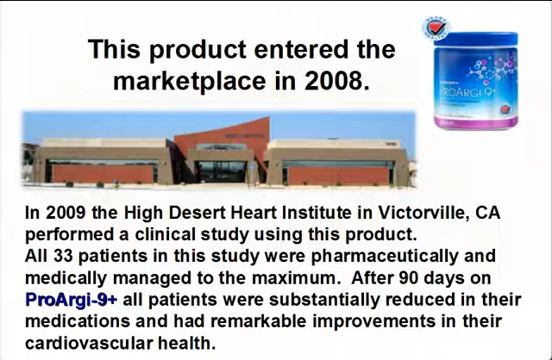 This product entered the
marketplace in 2008.
PROARGI-9+
In 2009 the High Desert Heart Institute in Victorville, CA
performed a clinical study using this product.
All 33 patients in this study were pharmaceutically and
medically managed to the maximum.  After 90 days on
ProArgi-9+ all patients were substantially reduced in their
medications and had remarkable improvements in their
cardiovascular health.